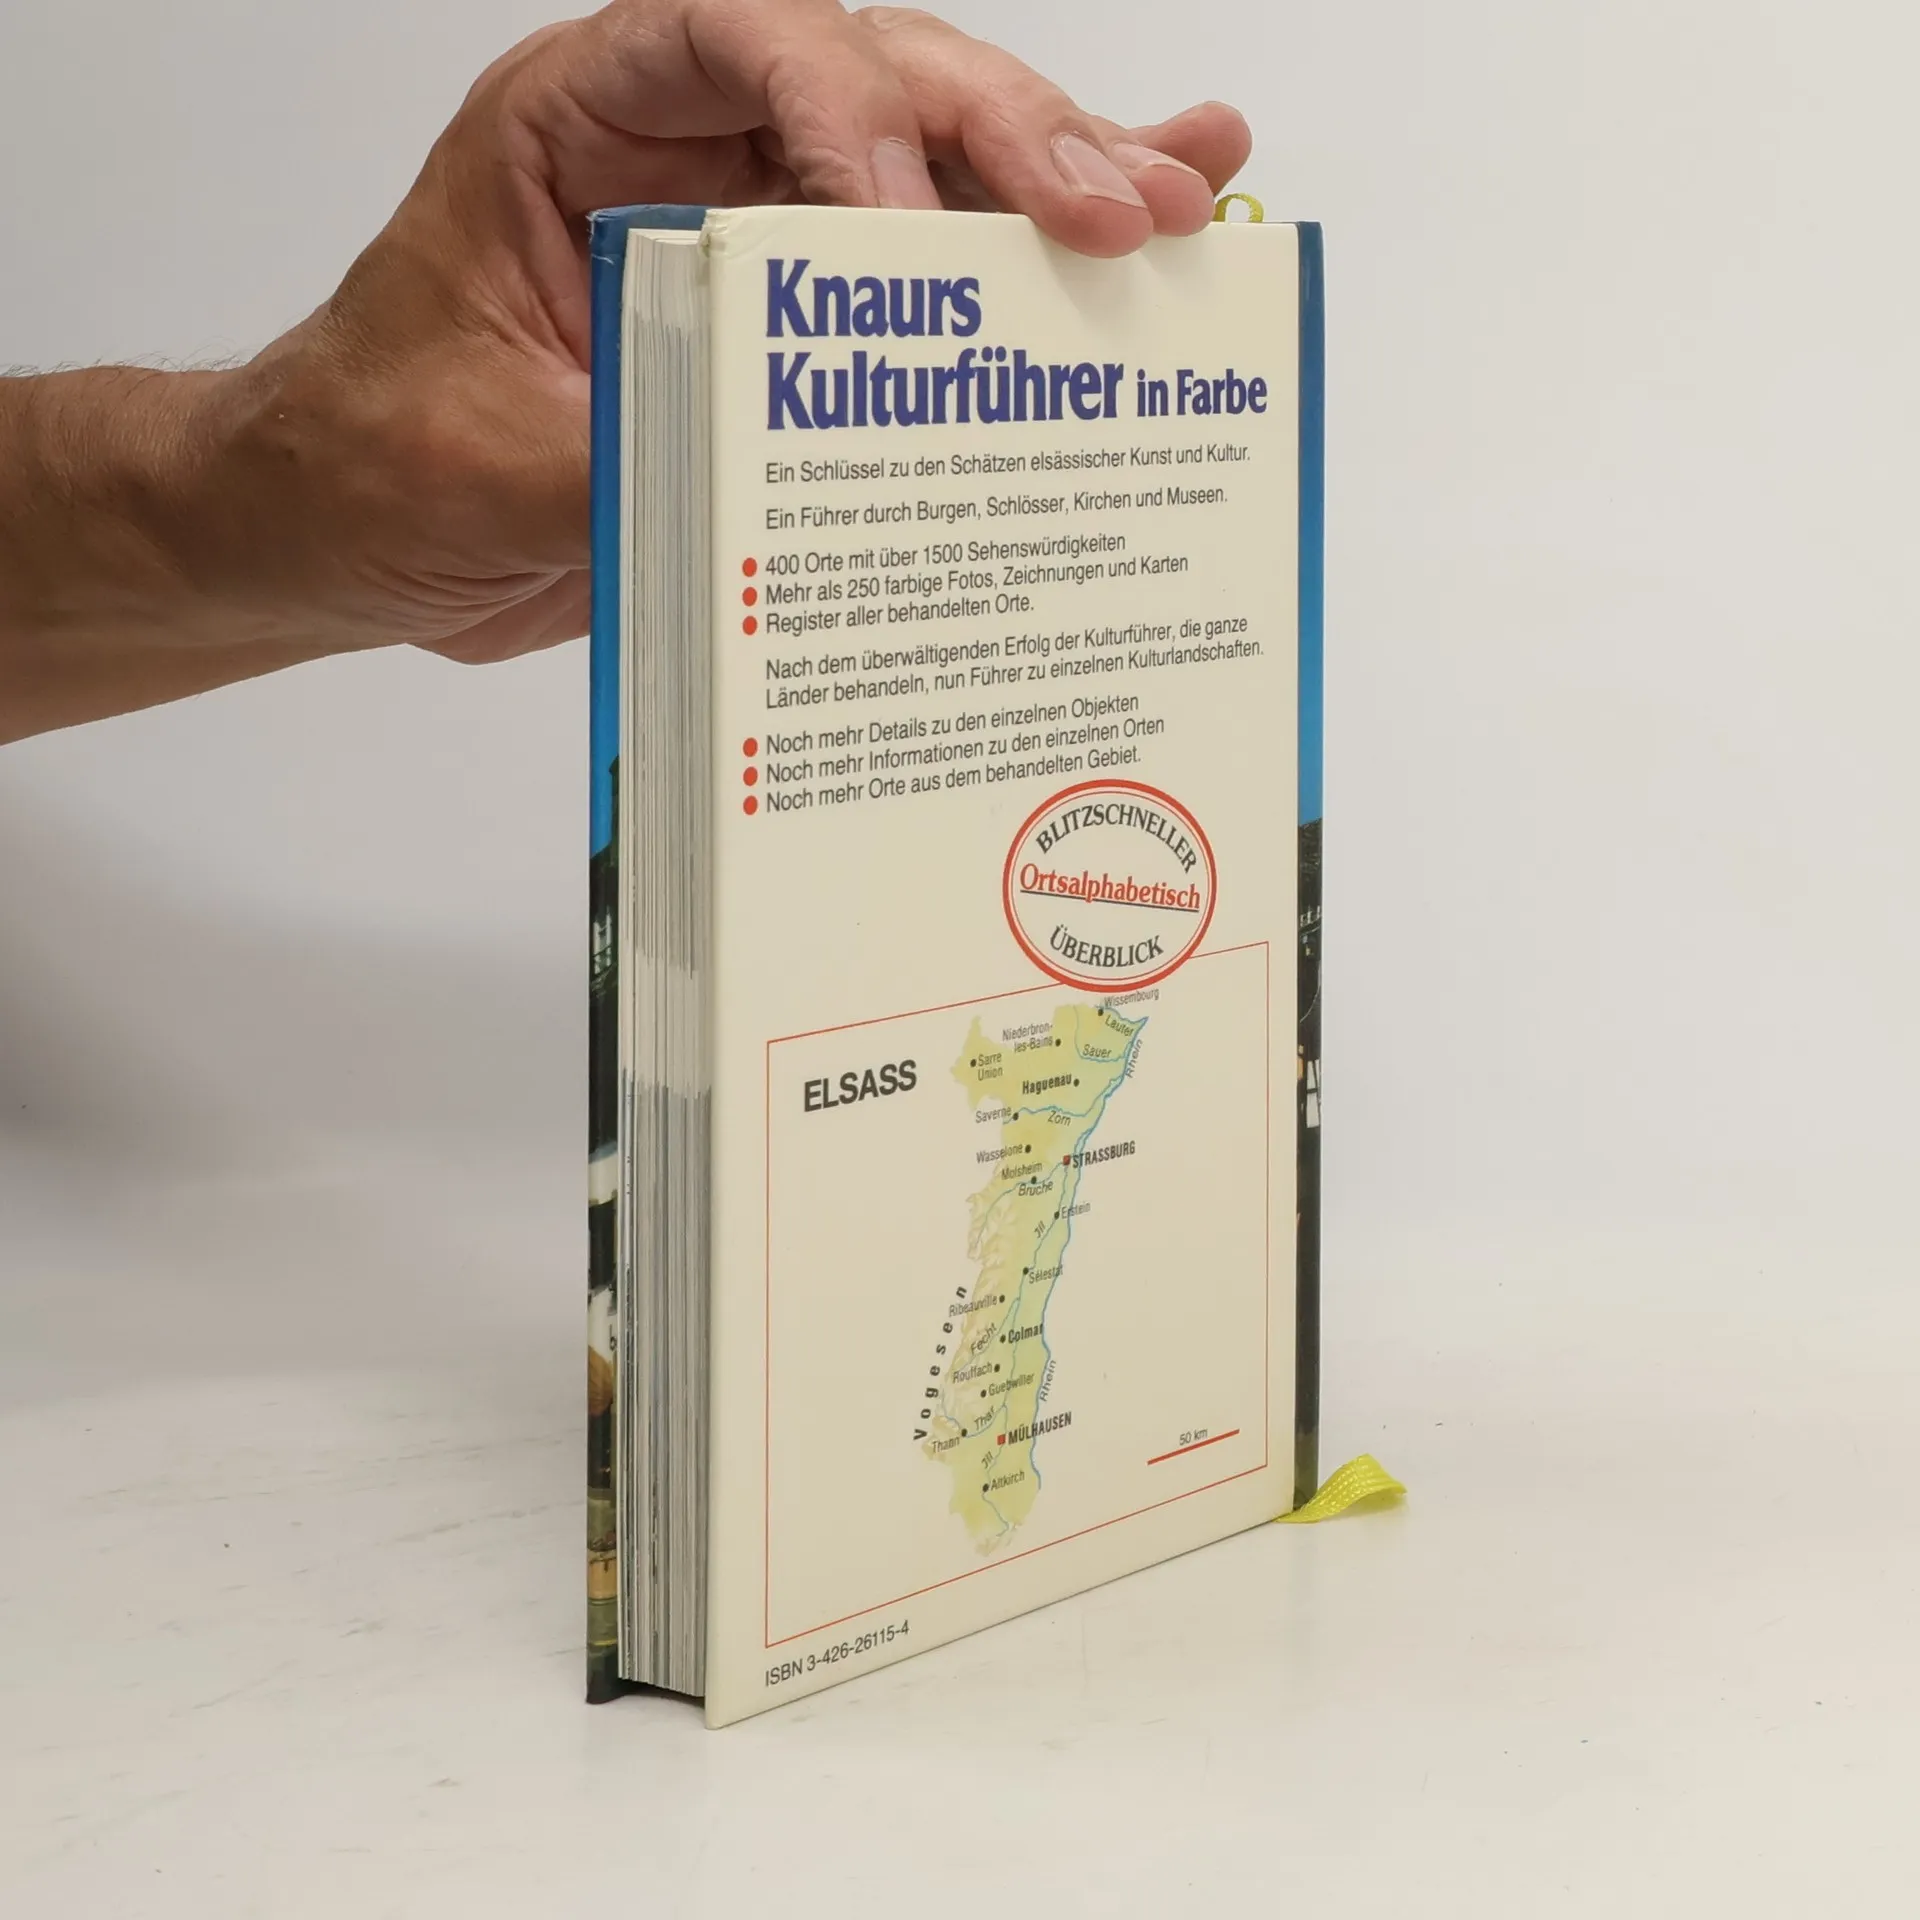 Knaurs
Kulturführer in Farbe
Ein Schlüssel zu den Schätzen elsässischer Kunst und Kultur.
Ein Führer durch Burgen, Schlösser, Kirchen und Museen.
400 Orte mit über 1500 Sehenswürdigkeiten
Mehr als 250 farbige Fotos, Zeichnungen und Karten
Register aller behandelten Orte.
Nach dem überwältigenden Erfolg der Kulturführer, die ganze
Länder behandeln, nun Führer zu einzelnen Kulturlandschaften.
Noch mehr Details zu den einzelnen Objekten
Noch mehr Informationen zu den einzelnen Orten
Noch mehr Orte aus dem behandelten Gebiet.
BLITZSCHNELLER
Ortsalphabetisch
ÜBERBLICK
ELSASS
Wissembourg
Lauter
Niederbron-
les-Bains
Sauer
Rhein
Sarre
Union
Haguenau
Saverne
Zorn
Wasselone
STRASSBURG
Molsheim
Bruche
Erstein
Jll
Sélestat
Vogesen
Ribeauville
Fecht
Colmar
Rouffach
Guebwiller
Rhein
Thur
Thann
MÜLHAUSEN
Jll
Altkirch
50 km
ISBN 3-426-26115-4